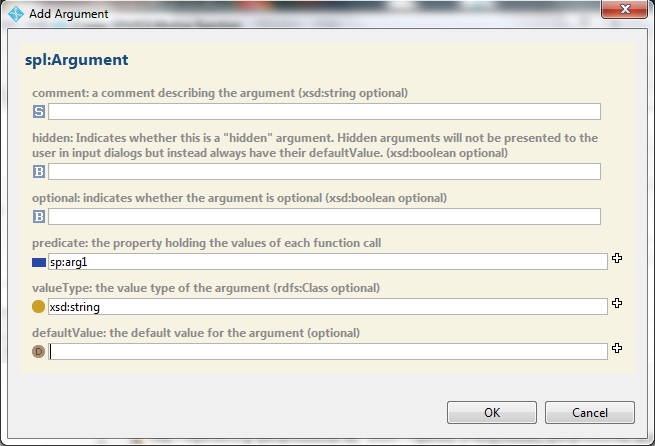 Add Argument
spl:Argument
comment: a comment describing the argument (xsd:string optional)
S
hidden: Indicates whether this is a "hidden" argument. Hidden arguments will not be presented to the
user in input dialogs but instead always have their defaultValue. (xsd:boolean optional)
B
optional: indicates whether the argument is optional (xsd:boolean optional)
B
predicate: the property holding the values of each function call
sp:arg1
valueType: the value type of the argument (rdfs:Class optional)
xsd:string
defaultValue: the default value for the argument (optional)
D
OK Cancel